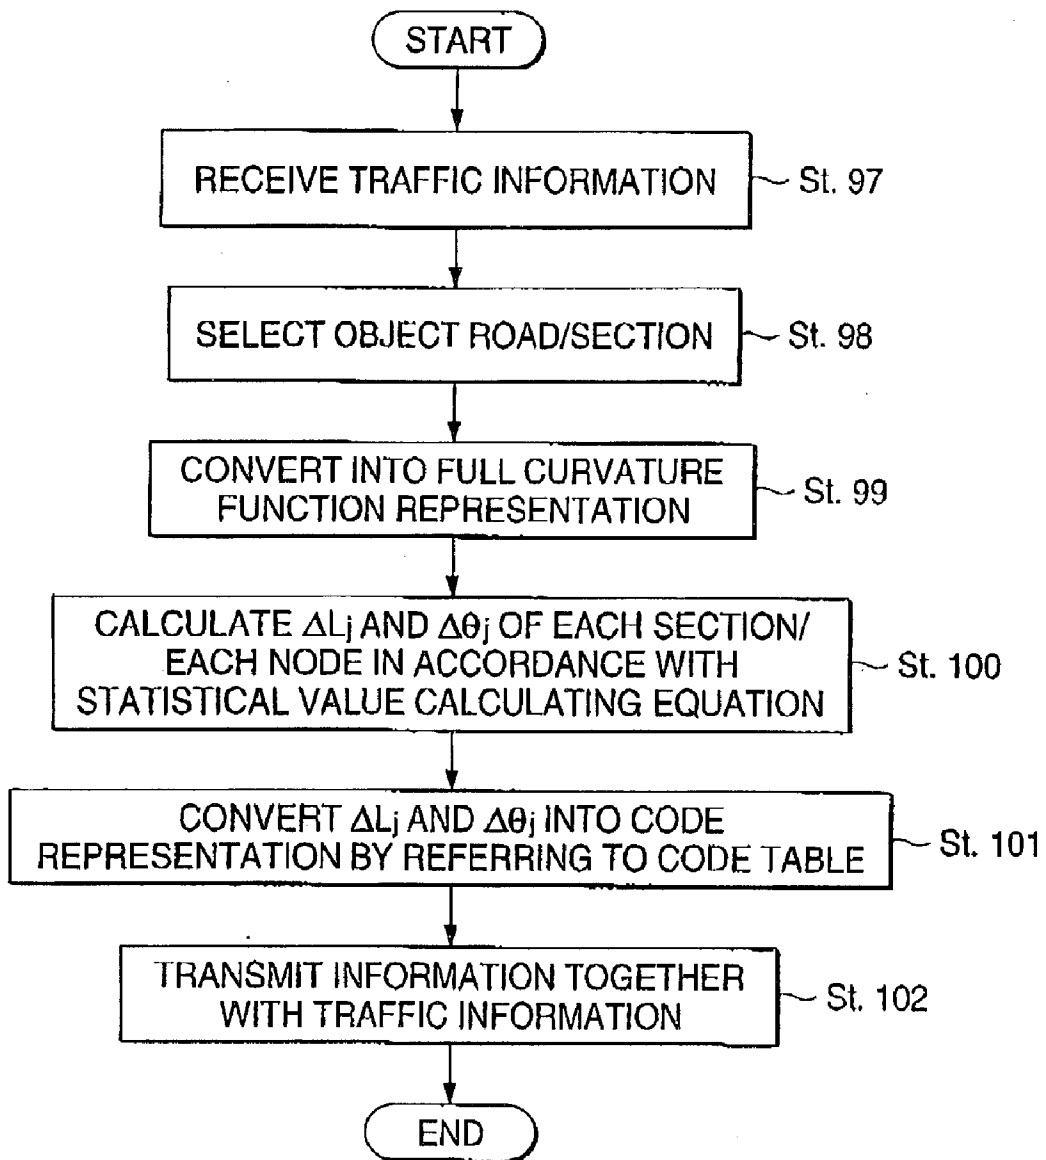 START
RECEIVE TRAFFIC INFORMATION
St. 97
SELECT OBJECT ROAD/SECTION
St. 98
CONVERT INTO FULL CURVATURE
FUNCTION REPRESENTATION
St. 99
CALCULATE ΔLj AND Δθj OF EACH SECTION/
EACH NODE IN ACCORDANCE WITH
STATISTICAL VALUE CALCULATING EQUATION
St. 100
CONVERT ΔLj AND Δθj INTO CODE
REPRESENTATION BY REFERRING TO CODE TABLE
St. 101
TRANSMIT INFORMATION TOGETHER
WITH TRAFFIC INFORMATION
St. 102
END